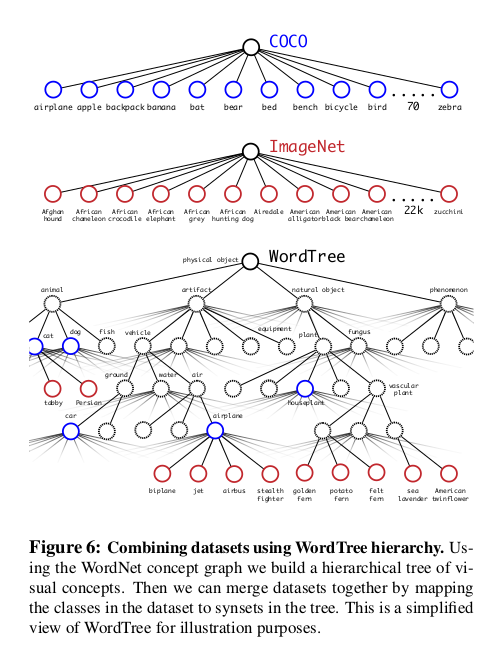 COCO
airplane apple backpack banana bat bear bed bench bicycle bird 70 zebra
ImageNet
Afghan hound
African chameleon
African crocodile
African elephant
African grey
African hunting dog
Airedale
American alligator
American black bear
American chameleon
22k
zucchini
WordTree
physical object
animal artifact natural object phenomenon
cat dog fish vehicle equipment plant fungus
ground water air vascular plant
tabby Persian houseplant
car airplane
biplane jet airbus stealth fighter golden fern potato fern felt fern sea lavender American twinflower
Figure 6: Combining datasets using WordTree hierarchy. Us-
ing the WordNet concept graph we build a hierarchical tree of vi-
sual concepts. Then we can merge datasets together by mapping
the classes in the dataset to synsets in the tree. This is a simplified
view of WordTree for illustration purposes.